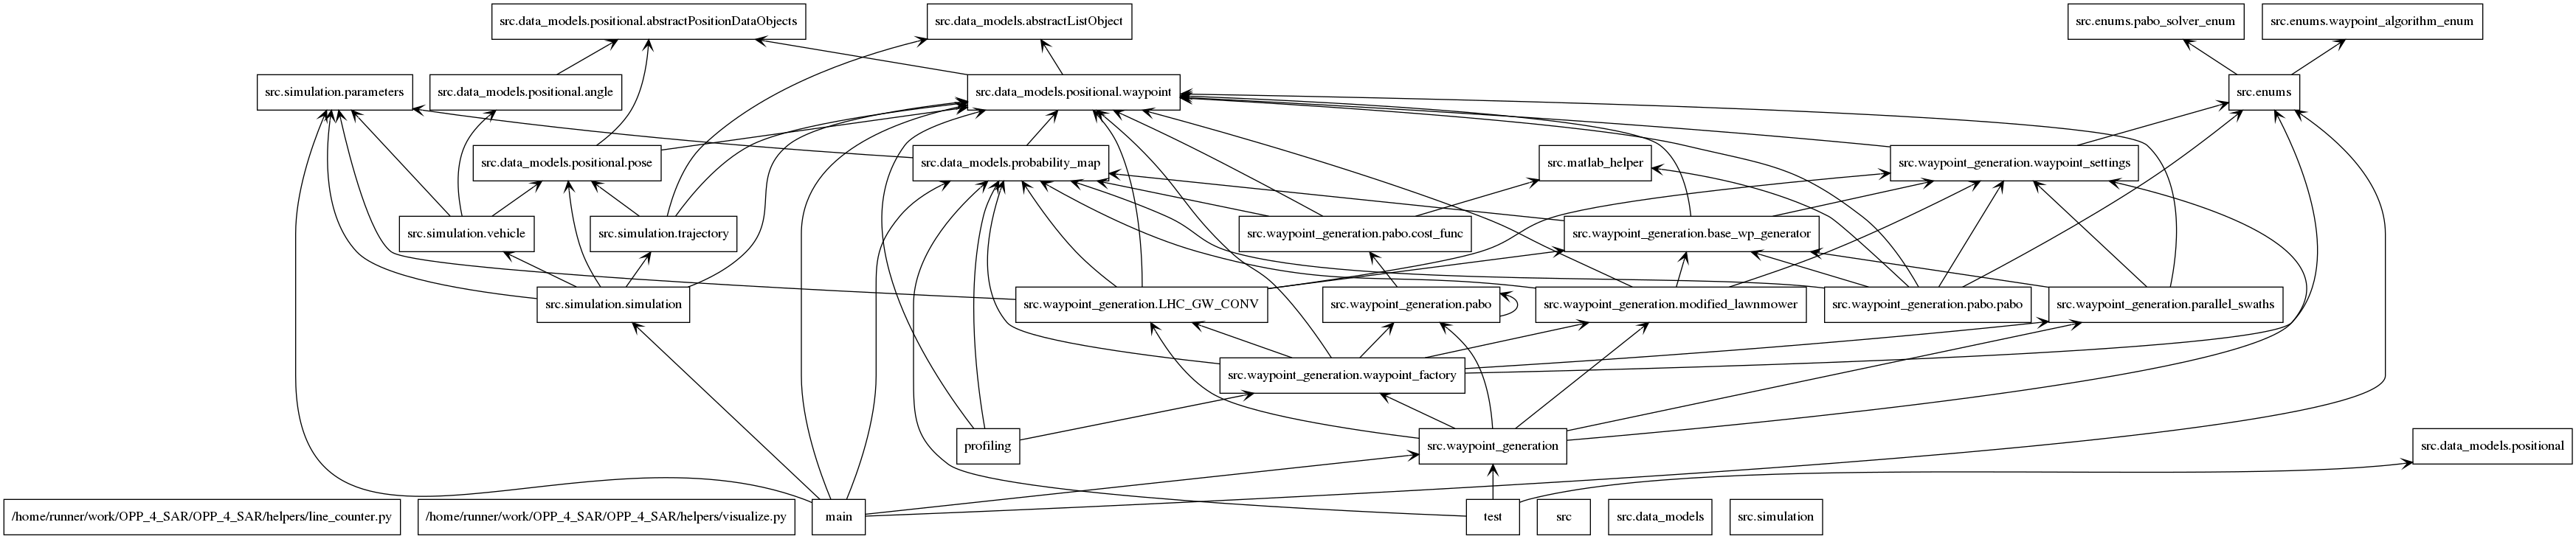 src.data_models.positional.abstractPositionDataObjects
src.data_models.abstractListObject
src.enums.pabo_solver_enum
src.enums.waypoint_algorithm_enum
src.simulation.parameters
src.data_models.positional.angle
src.data_models.positional.waypoint
src.enums
src.data_models.positional.pose
src.data_models.probability_map
src.matlab_helper
src.waypoint_generation.waypoint_settings
src.simulation.vehicle
src.simulation.trajectory
src.waypoint_generation.pabo.cost_func
src.waypoint_generation.base_wp_generator
src.simulation.simulation
src.waypoint_generation.LHC_GW_CONV
src.waypoint_generation.pabo
src.waypoint_generation.modified_lawnmower
src.waypoint_generation.pabo.pabo
src.waypoint_generation.parallel_swaths
src.waypoint_generation.waypoint_factory
profiling
src.waypoint_generation
src.data_models.positional
/home/runner/work/OPP_4_SAR/OPP_4_SAR/helpers/line_counter.py
/home/runner/work/OPP_4_SAR/OPP_4_SAR/helpers/visualize.py
main
test
src
src.data_models
src.simulation